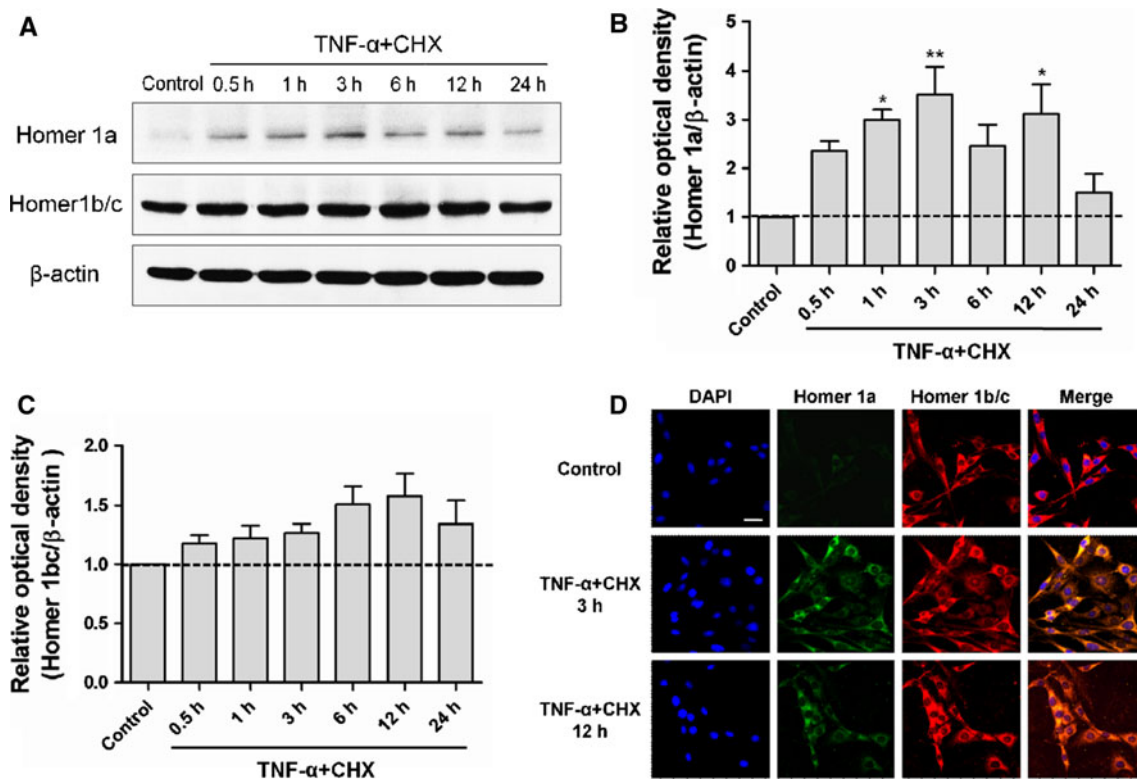 A
TNF-α+CHX
Control 0.5 h 1 h 3 h 6 h 12 h 24 h
Homer 1a
Homer1b/c
β-actin
B
Relative optical density
(Homer 1a/β-actin)
5
4
3
2
1
0
* ** *
Control 0.5 h 1 h 3 h 6 h 12 h 24 h
TNF-α+CHX
C
Relative optical density
(Homer 1bc/β-actin )
2.0
1.5
1.0
0.5
0.0
Control 0.5 h 1 h 3 h 6 h 12 h 24 h
TNF-α+CHX
D
DAPI Homer 1a Homer 1b/c Merge
Control
TNF-α+CHX
3 h
TNF-α+CHX
12 h